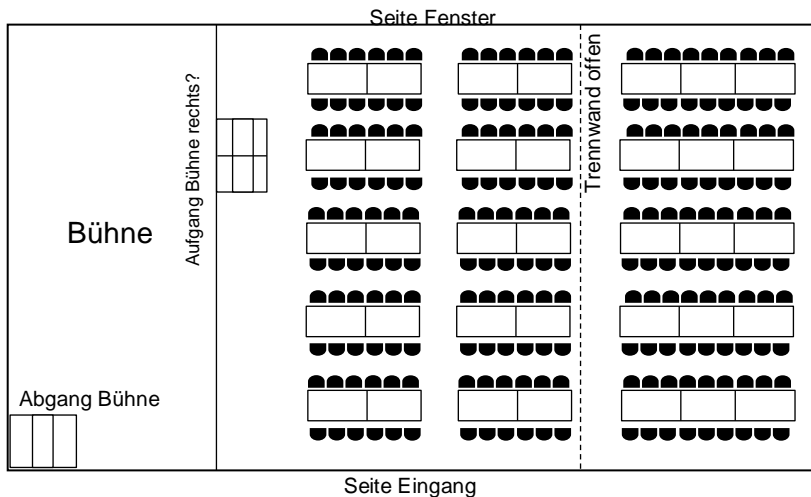 Seite Fenster
Aufgang Bühne rechts?
Trennwand offen
Bühne
Abgang Bühne
Seite Eingang